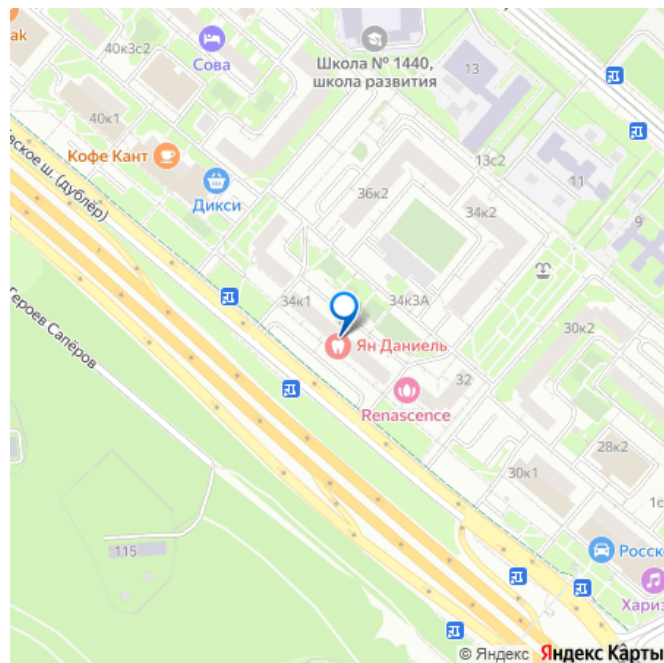 ak
40к3с2
Сова
Школа № 1440,
школа развития
13
40к1
Кофе Кант
Дикси
13с2
11
36к2
34к2
9
ское ш. (дублёр)
34к1
34к3А
30к2
Героев Сапёров
Ян Даниель
32
Renascence
28к2
30к1
1с
115
Росск
Хариз
© Яндекс Яндекс Карты